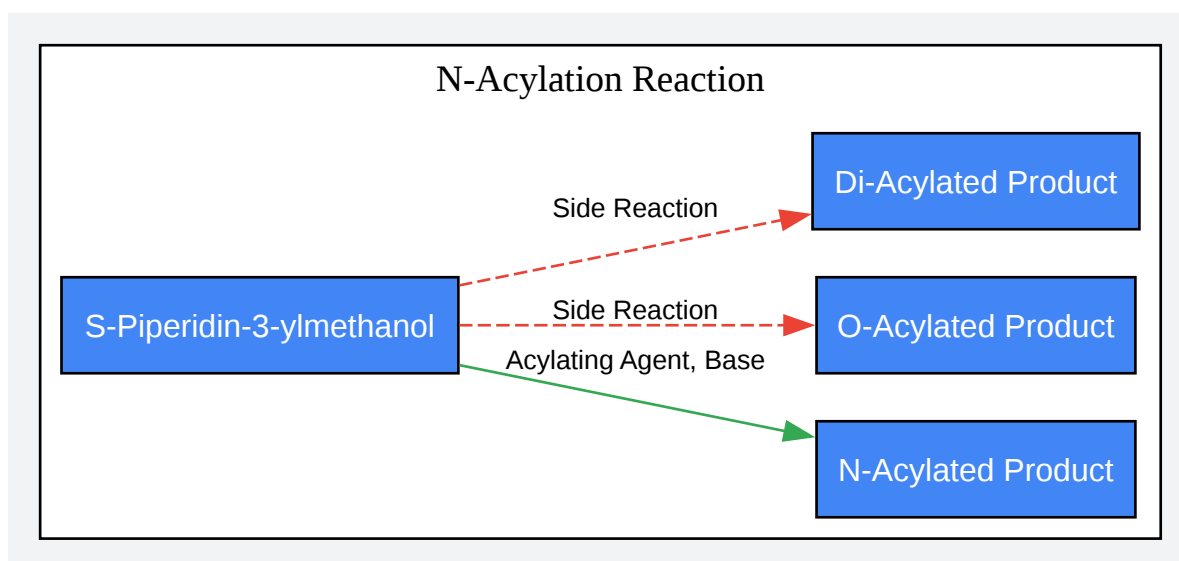 N-Acylation Reaction
Di-Acylated Product
Side Reaction
S-Piperidin-3-ylmethanol
Side Reaction
O-Acylated Product
Acylating Agent, Base
N-Acylated Product